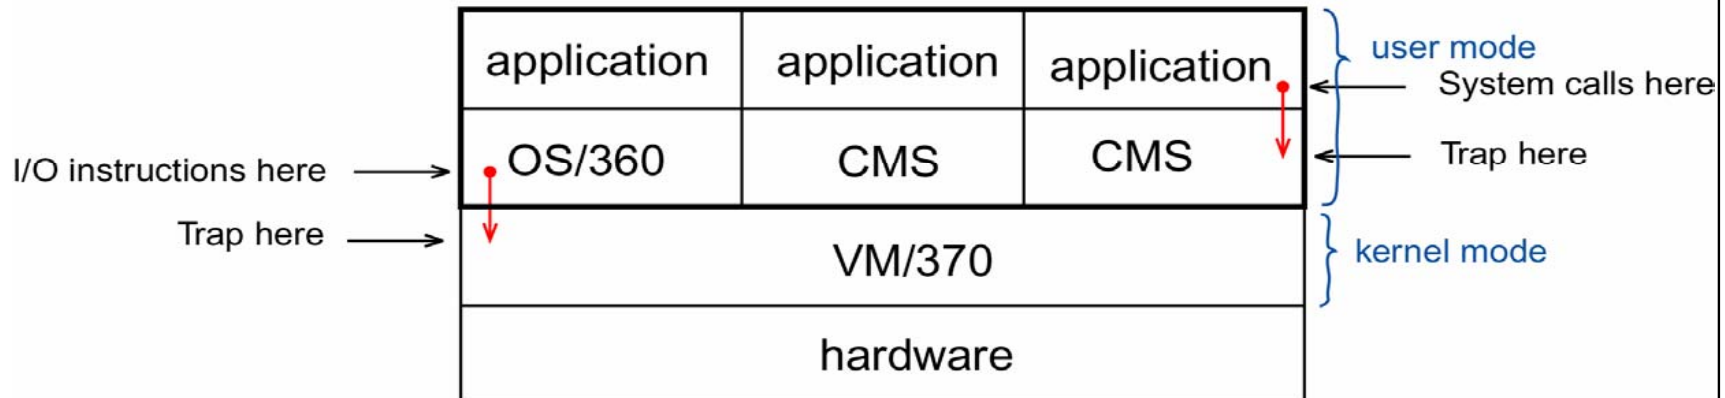 application
application
application
user mode
System calls here
I/O instructions here
OS/360
CMS
CMS
Trap here
Trap here
VM/370
kernel mode
hardware